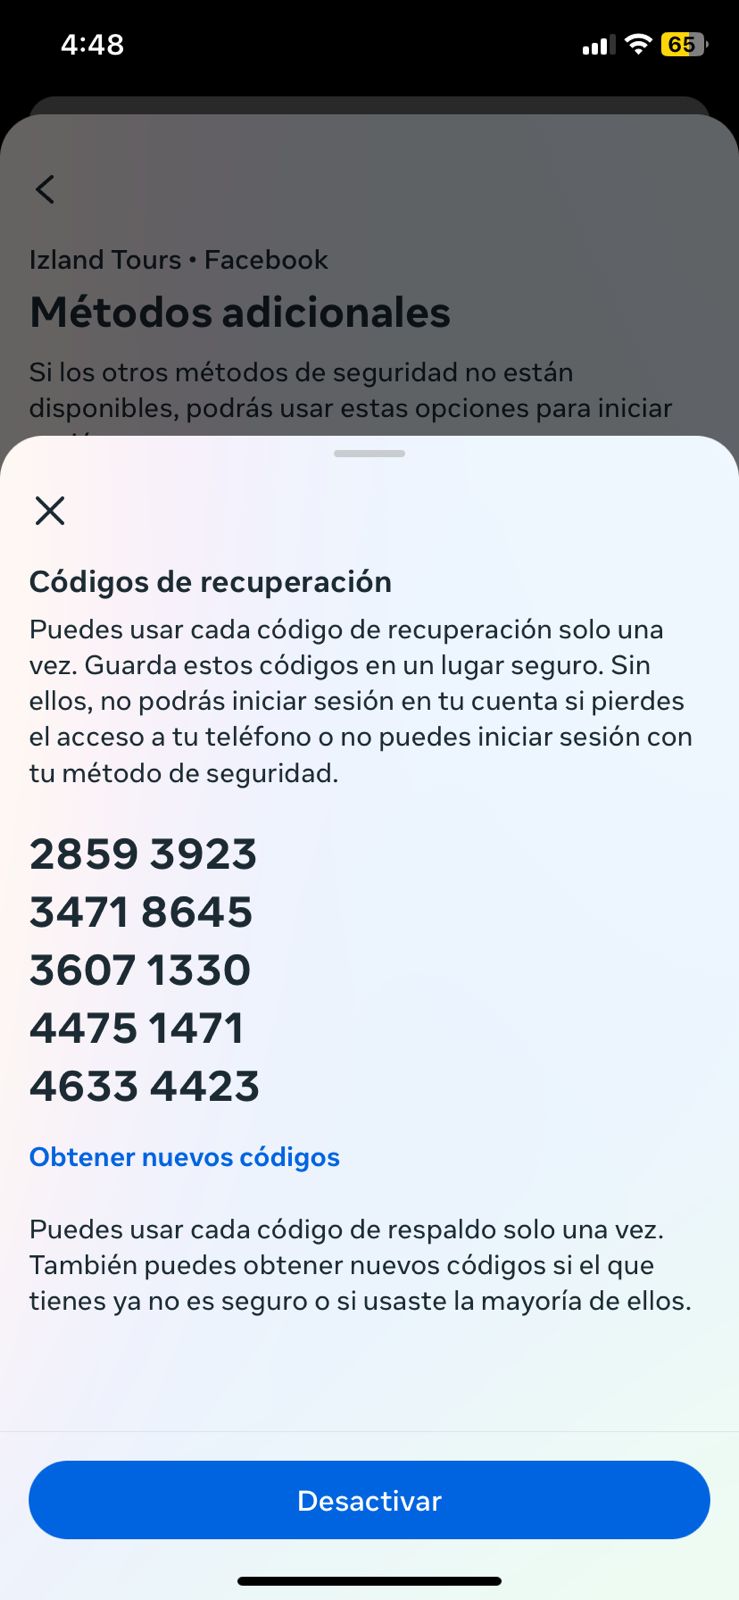 4:48
65
Izland Tours • Facebook
Métodos adicionales
Si los otros métodos de seguridad no están
disponibles, podrás usar estas opciones para iniciar
Códigos de recuperación
Puedes usar cada código de recuperación solo una
vez. Guarda estos códigos en un lugar seguro. Sin
ellos, no podrás iniciar sesión en tu cuenta si pierdes
el acceso a tu teléfono o no puedes iniciar sesión con
tu método de seguridad.
2859 3923
3471 8645
3607 1330
4475 1471
4633 4423
Obtener nuevos códigos
Puedes usar cada código de respaldo solo una vez.
También puedes obtener nuevos códigos si el que
tienes ya no es seguro o si usaste la mayoría de ellos.
Desactivar